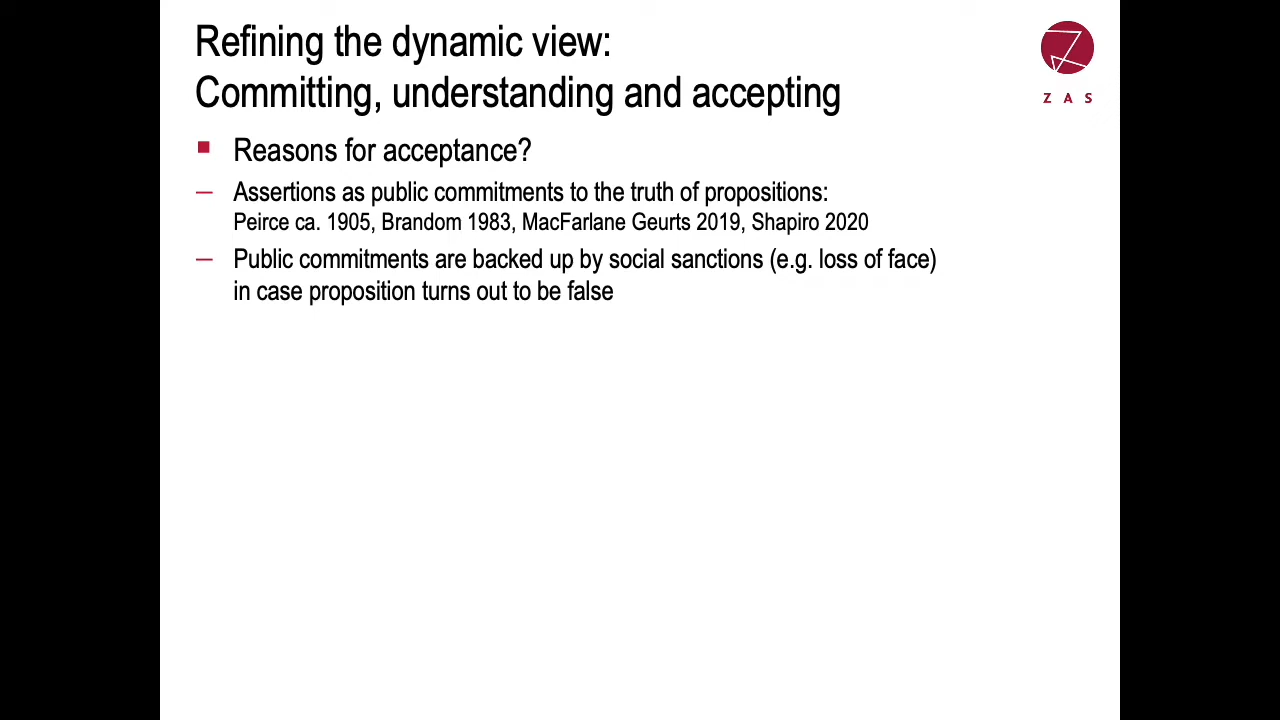 Refining the dynamic view:
Committing, understanding and accepting
Z A S
Reasons for acceptance?
— Assertions as public commitments to the truth of propositions:
Peirce ca. 1905, Brandom 1983, MacFarlane Geurts 2019, Shapiro 2020
— Public commitments are backed up by social sanctions (e.g. loss of face)
in case proposition turns out to be false